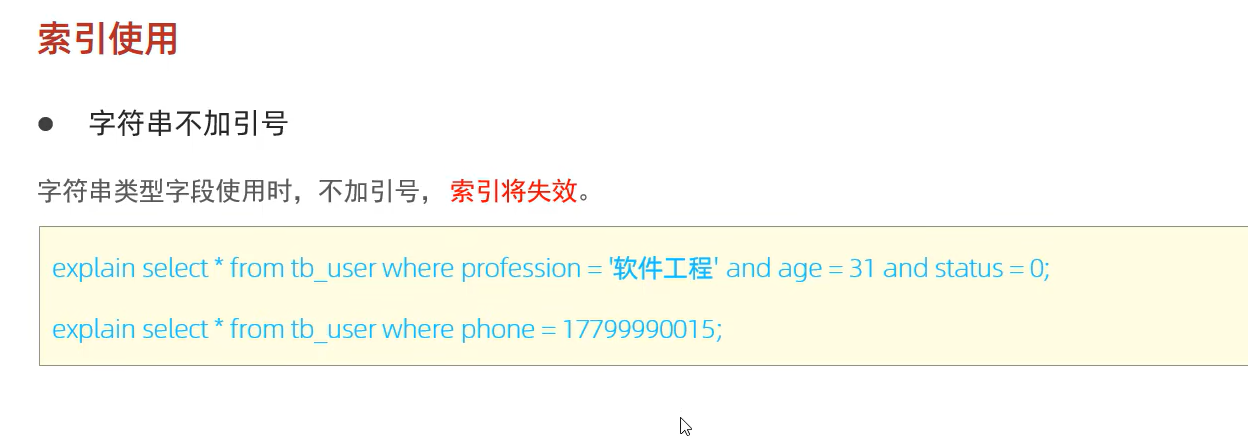 索引使用
● 字符串不加引号
字符串类型字段使用时，不加引号， 索引将失效。
explain select * from tb_user where profession = '软件工程' and age = 31 and status = 0;
explain select * from tb_user where phone = 17799990015;